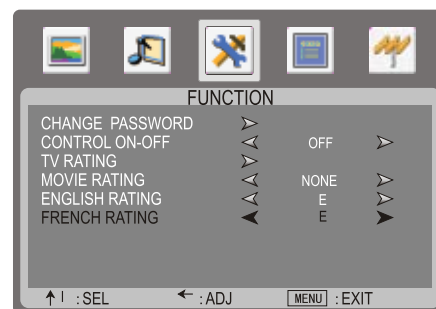 FUNCTION
CHANGE PASSWORD
CONTROL ON-OFF OFF
TV RATING
MOVIE RATING NONE
ENGLISH RATING E
FRENCH RATING E
: SEL : ADJ MENU : EXIT